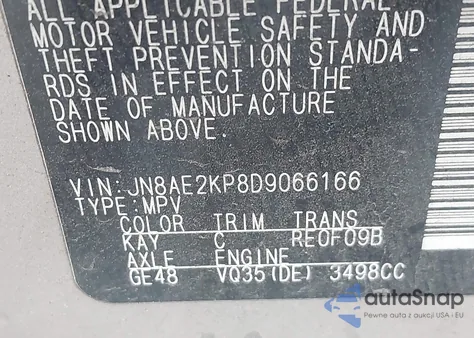 ALL APPLICABLE FEDERAL
MOTOR VEHICLE SAFETY AND
THEFT PREVENTION STANDA-
RDS IN EFFECT ON THE
DATE OF MANUFACTURE
SHOWN ABOVE.
VIN:JN8AE2KP8D9066166
TYPE:MPV
COLOR TRIM TRANS
KAY C RE0F09B
AXLE ENGINE
GE48 VQ35(DE) 3498CC
autaSnap
Pewne auta z aukcji USA i EU